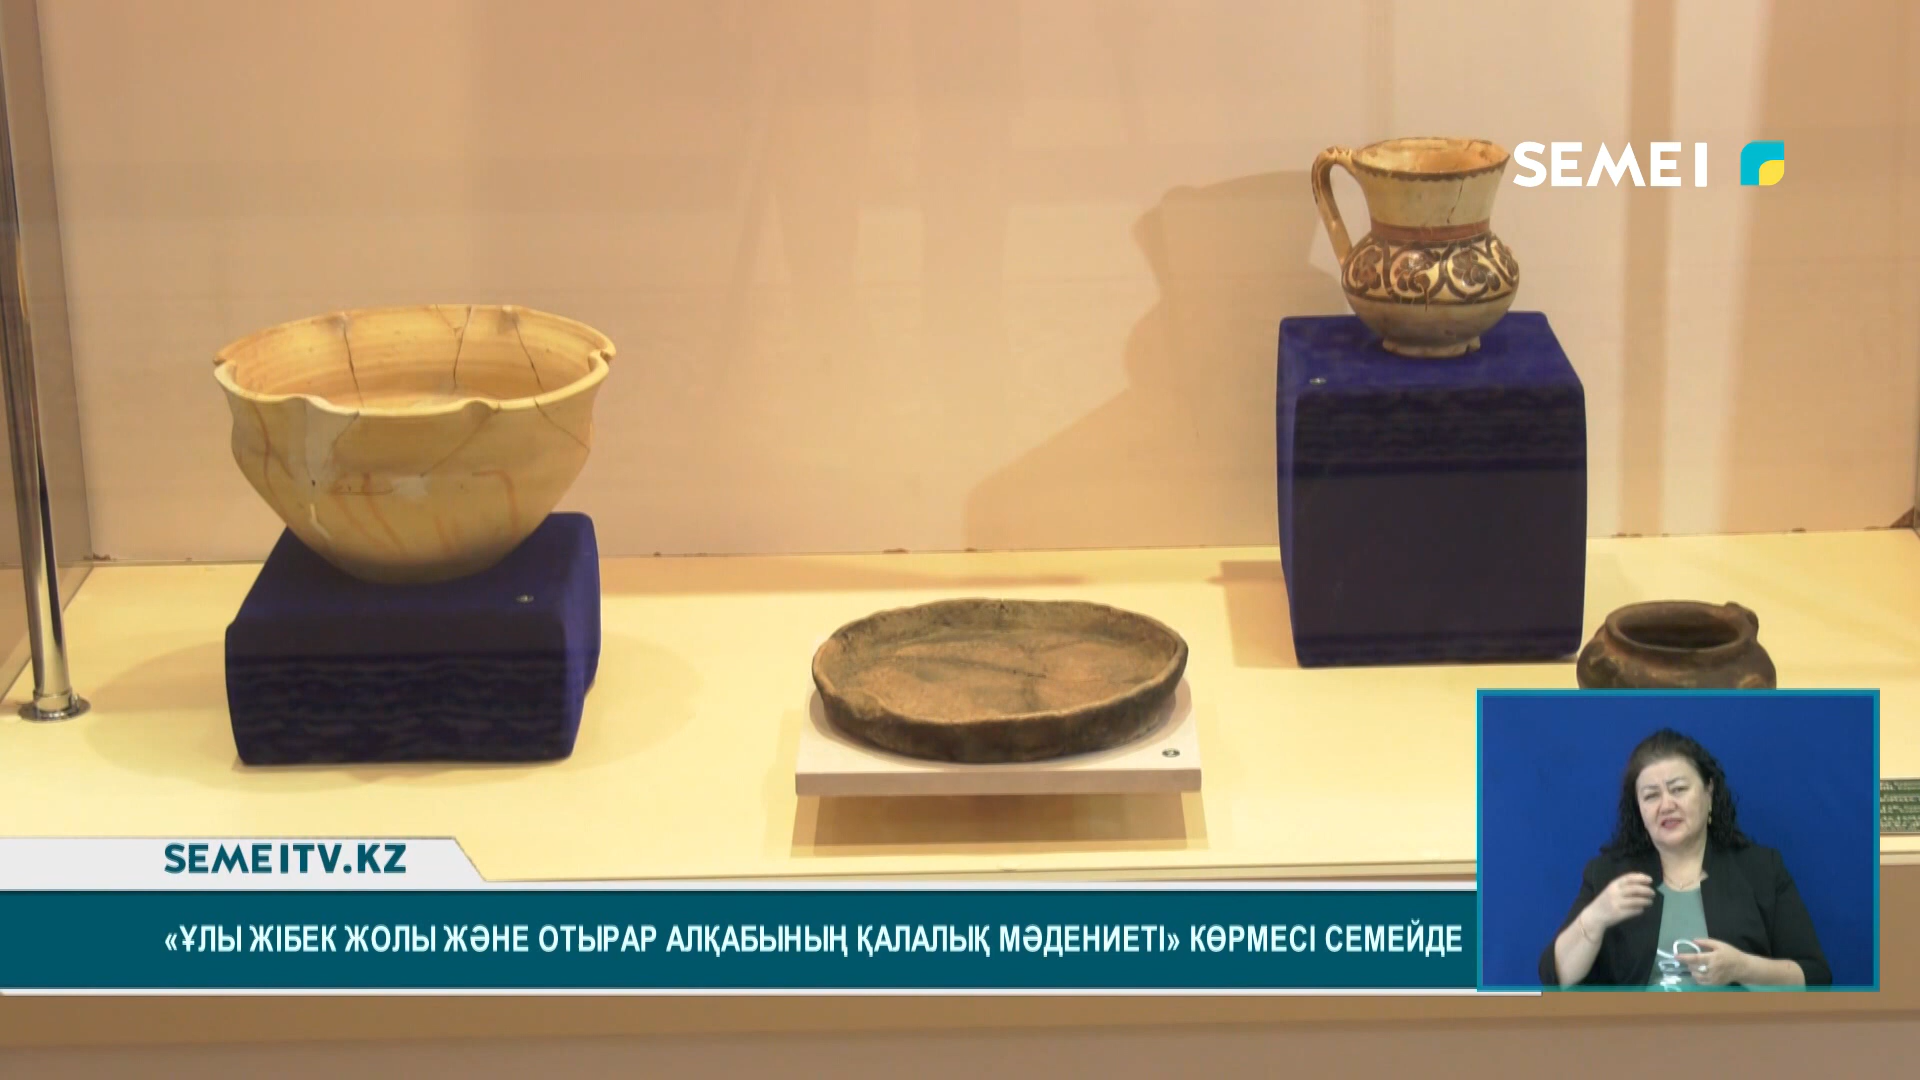 SEMEI
SEMEITV.KZ
«ҰЛЫ ЖІБЕК ЖОЛЫ ЖӘНЕ ОТЫРАР АЛҚАБЫНЫҢ ҚАЛАЛЫҚ МӘДЕНИЕТІ» КӨРМЕСІ СЕМЕЙДЕ